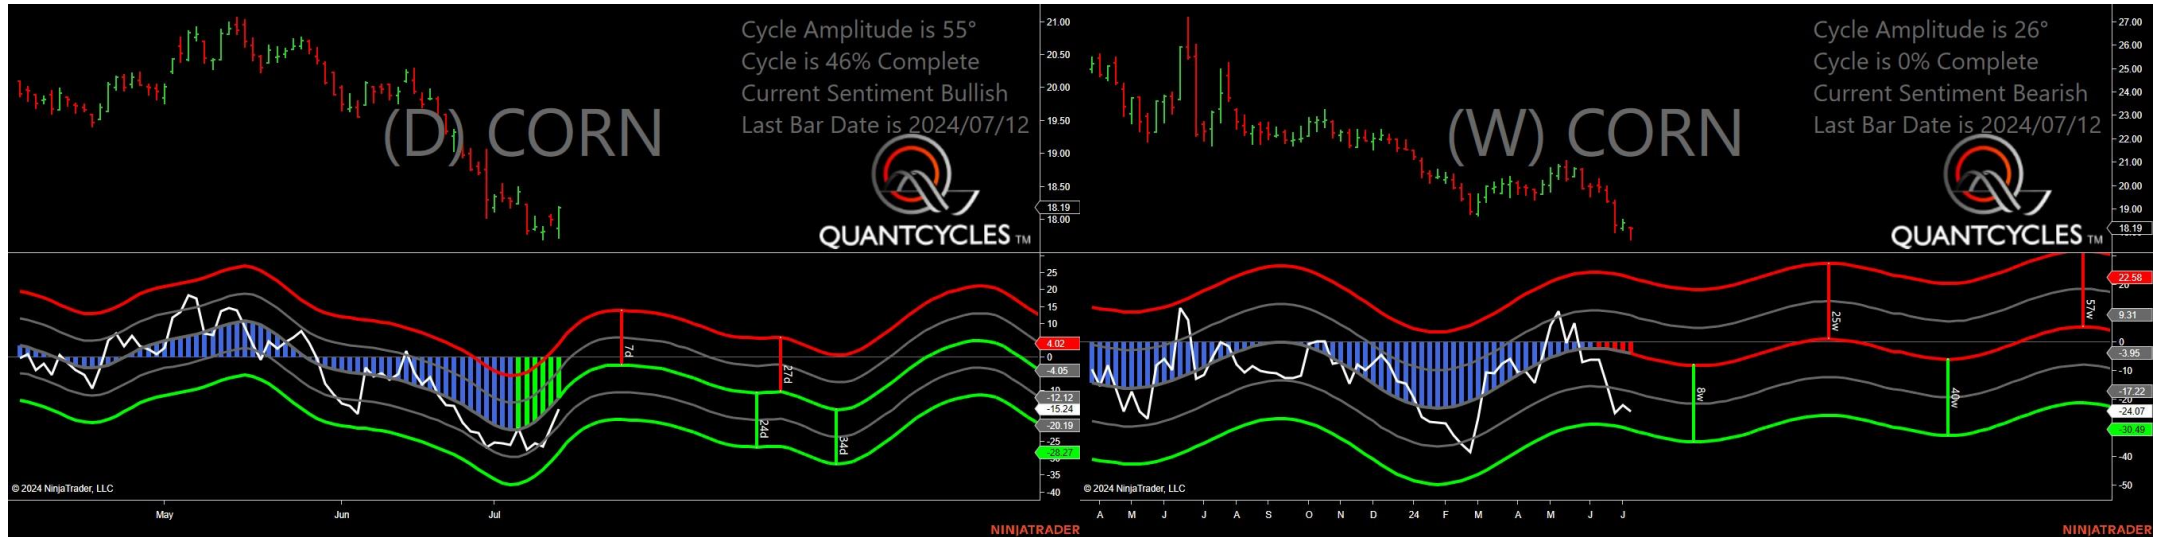 Cycle Amplitude is 55°
Cycle is 46% Complete
Current Sentiment Bullish
Last Bar Date is 2024/07/12
(D) CORN
QUANTCYCLES TM
21.00
20.50
20.00
19.50
19.00
18.50
18.19
18.00
25
20
15
10
4.02
0
-4.05
-12.12
-15.24
-20.19
-25
-28.27
-35
-40
7d
27d
24d
34d
© 2024 NinjaTrader, LLC
May Jun Jul
NINJATRADER
Cycle Amplitude is 26°
Cycle is 0% Complete
Current Sentiment Bearish
Last Bar Date is 2024/07/12
(W) CORN
QUANTCYCLES TM
27.00
26.00
25.00
24.00
23.00
22.00
21.00
20.00
19.00
18.19
22.58
20
9.31
0
-3.95
-10
-17.22
-20
-24.07
-30.49
-40
-50
25w
57w
8w
40w
© 2024 NinjaTrader, LLC
A M J J A S O N D 24 F M A M J J
NINJATRADER